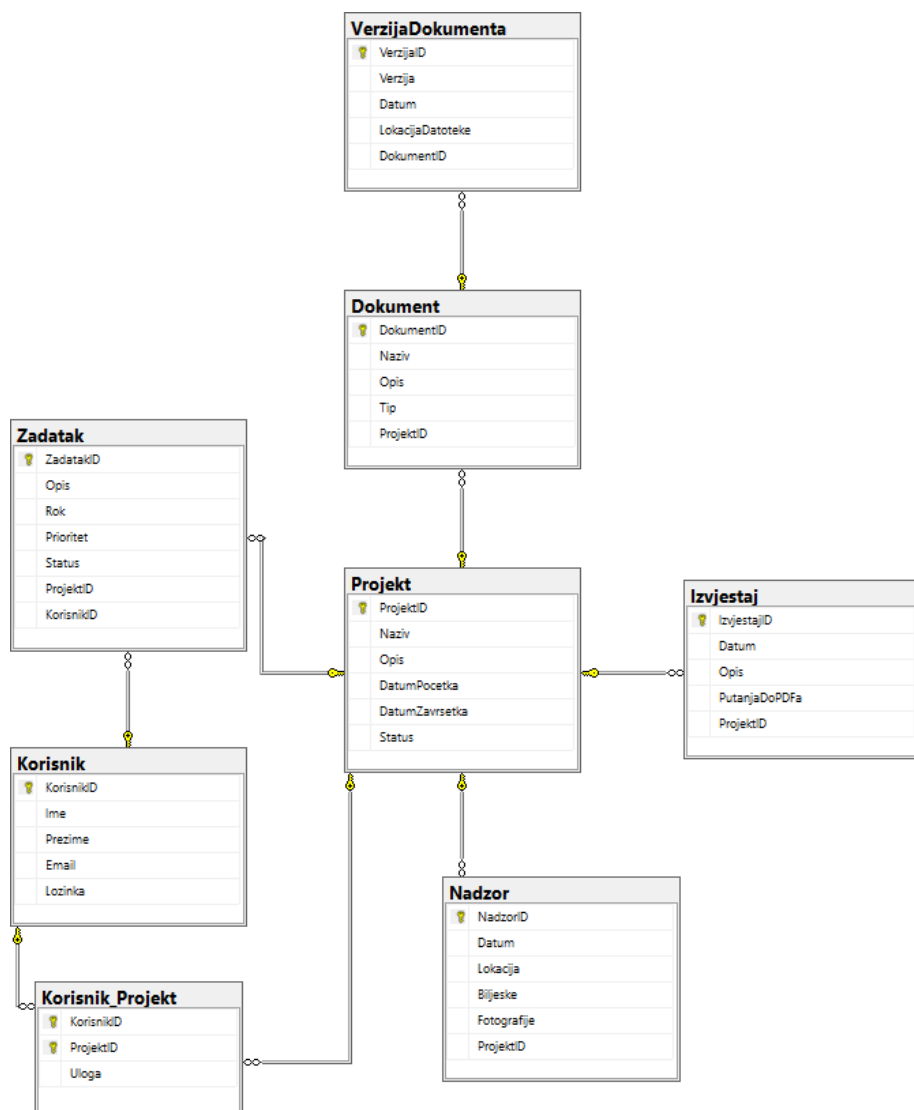 VerzijaDokumenta
VerzijaID
Verzija
Datum
LokacijaDatoteke
DokumentID
Dokument
DokumentID
Naziv
Opis
Tip
ProjektID
Zadatak
ZadatakID
Opis
Rok
Prioritet
Status
ProjektID
KorisnikID
Projekt
ProjektID
Naziv
Opis
DatumPocetka
DatumZavrsetka
Status
Izvjestaj
IzvjestajID
Datum
Opis
PutanjaDoPDFa
ProjektID
Korisnik
KorisnikID
Ime
Prezime
Email
Lozinka
Nadzor
NadzorID
Datum
Lokacija
Biljeske
Fotografije
ProjektID
Korisnik_Projekt
KorisnikID
ProjektID
Uloga